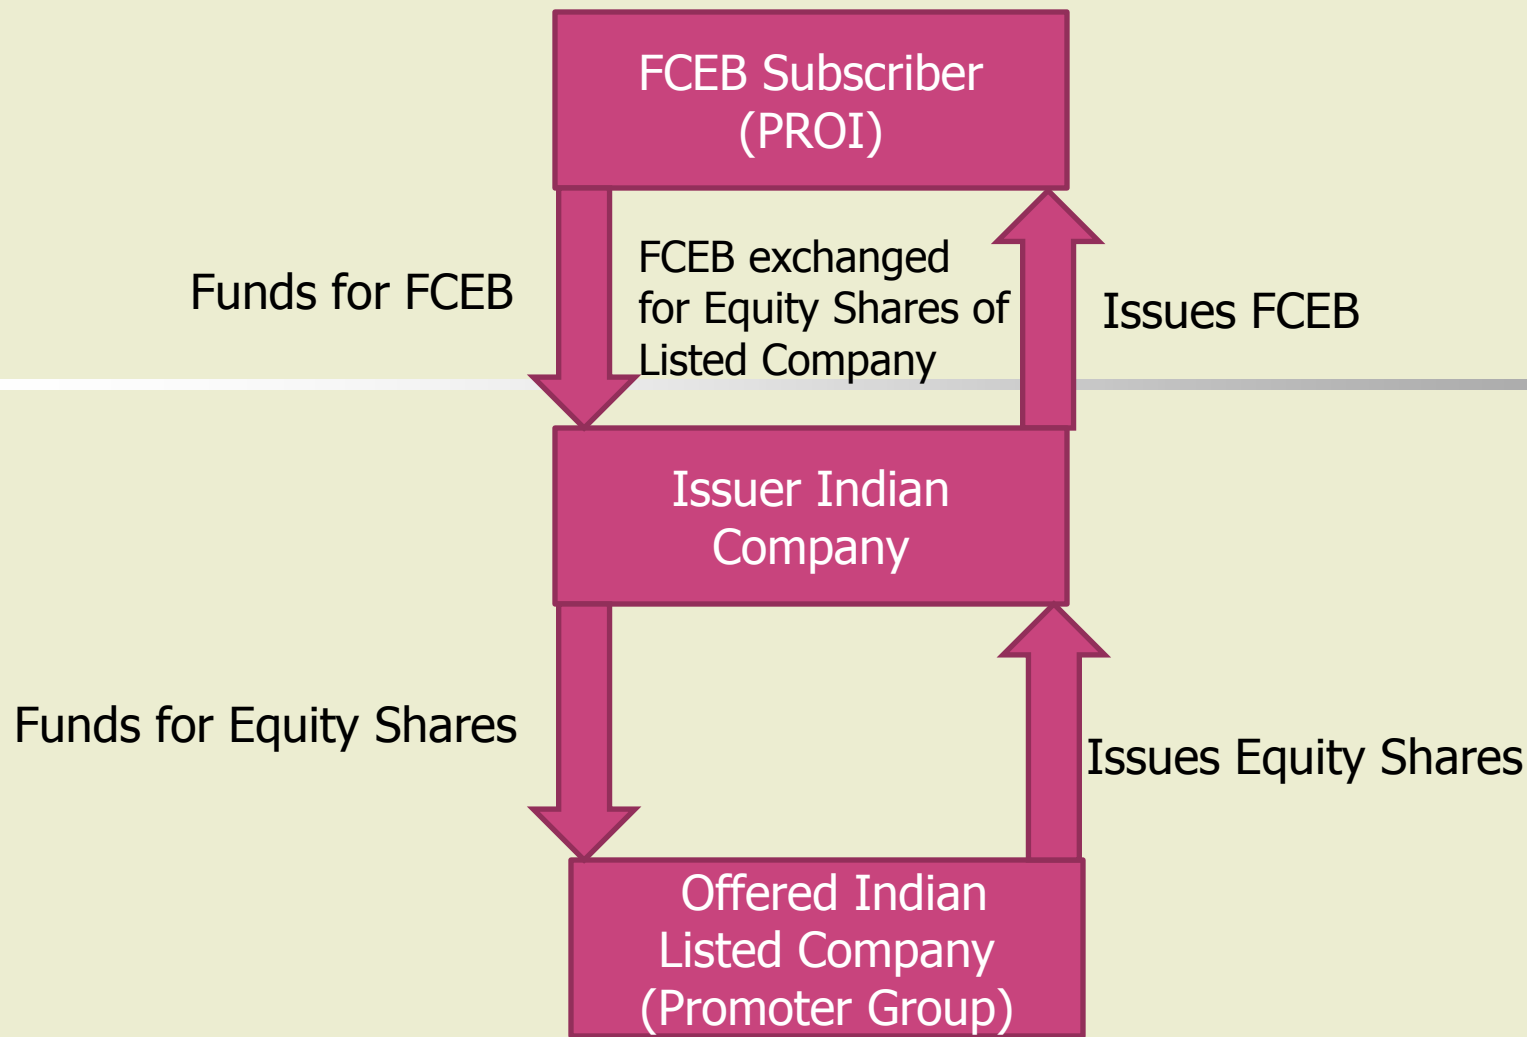 FCEB Subscriber
(PROI)
Funds for FCEB
FCEB exchanged
for Equity Shares of
Listed Company
Issues FCEB
Issuer Indian
Company
Funds for Equity Shares
Issues Equity Shares
Offered Indian
Listed Company
(Promoter Group)